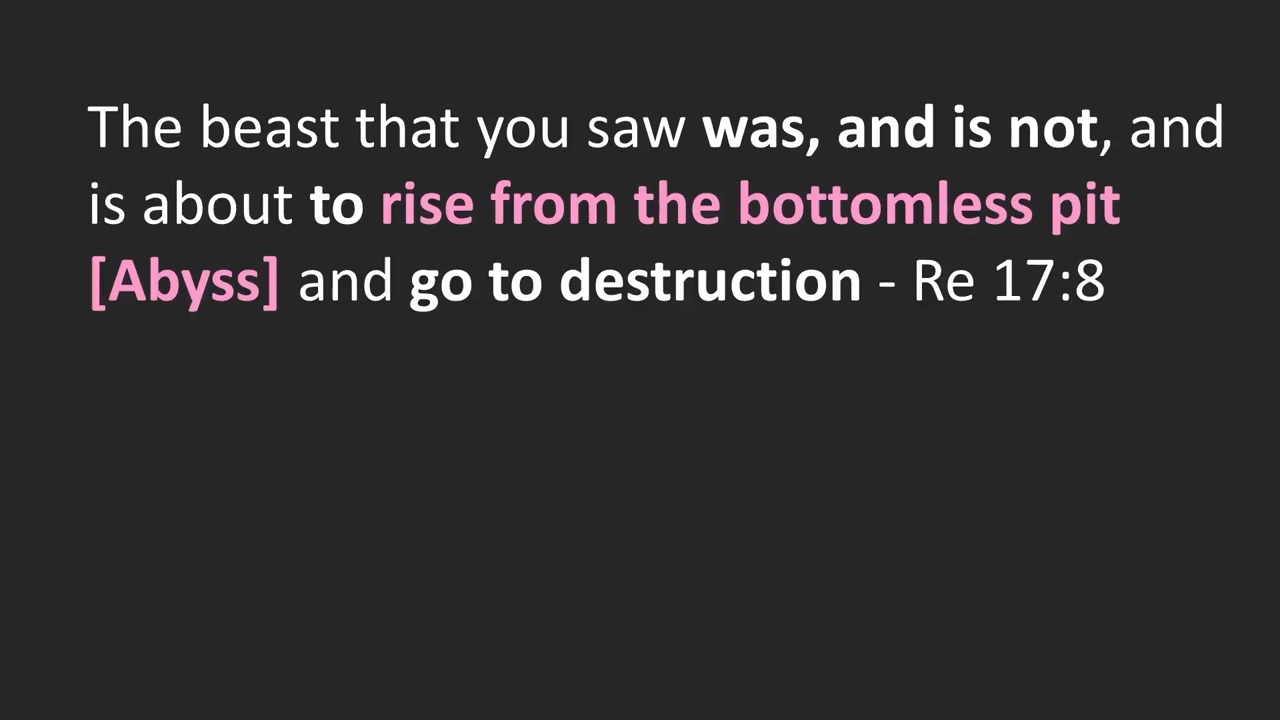 The beast that you saw was, and is not, and
is about to rise from the bottomless pit
[Abyss] and go to destruction - Re 17:8